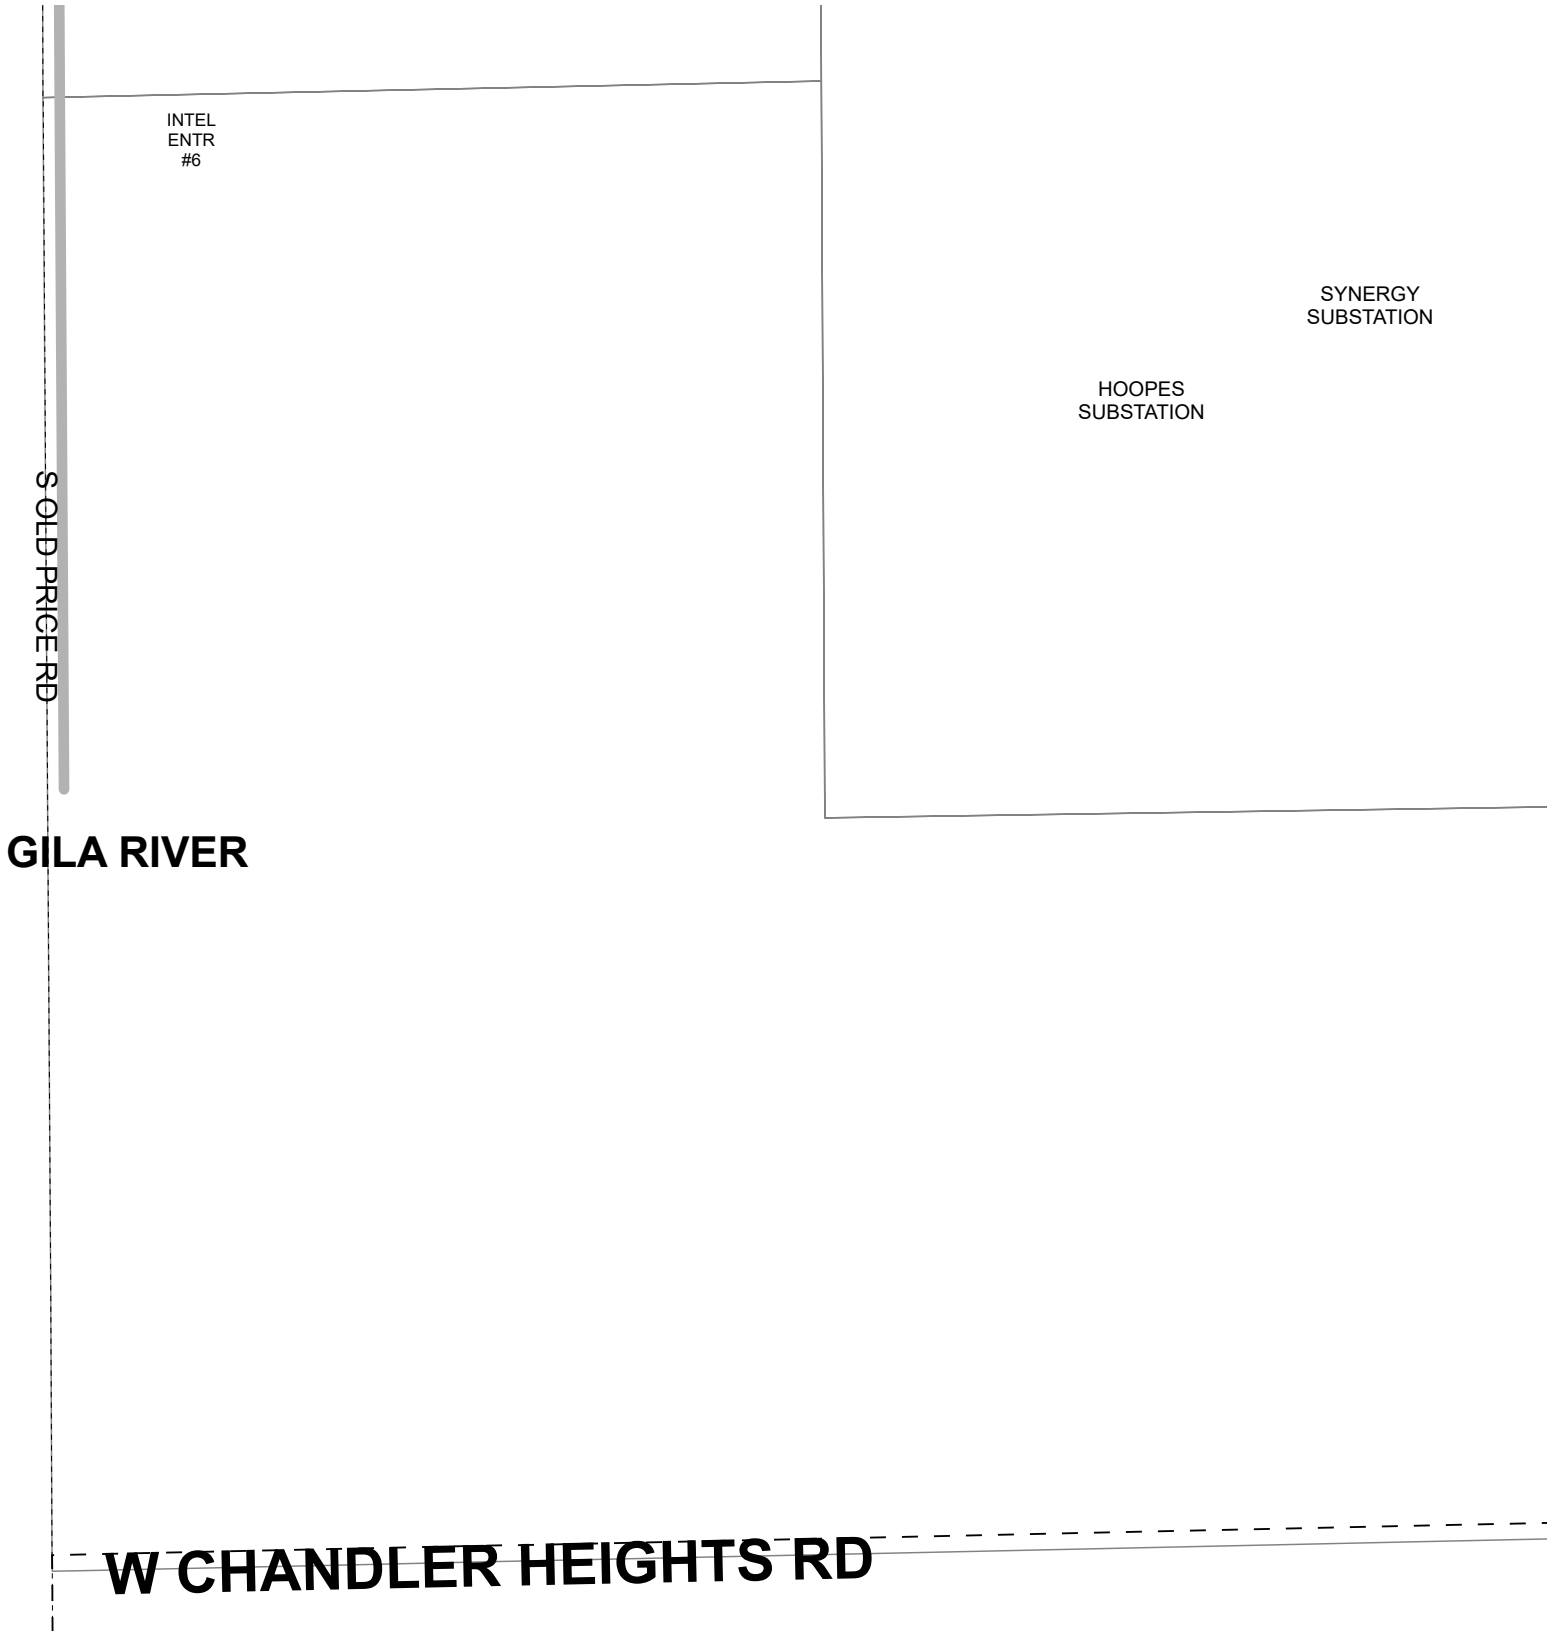 INTEL
ENTR
#6
SYNERGY
SUBSTATION
HOOPES
SUBSTATION
S OLD PRICE RD
GILA RIVER
W CHANDLER HEIGHTS RD